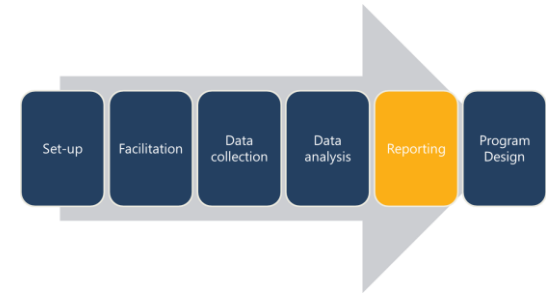 Set-up
Facilitation
Data
collection
Data
analysis
Reporting
Program
Design